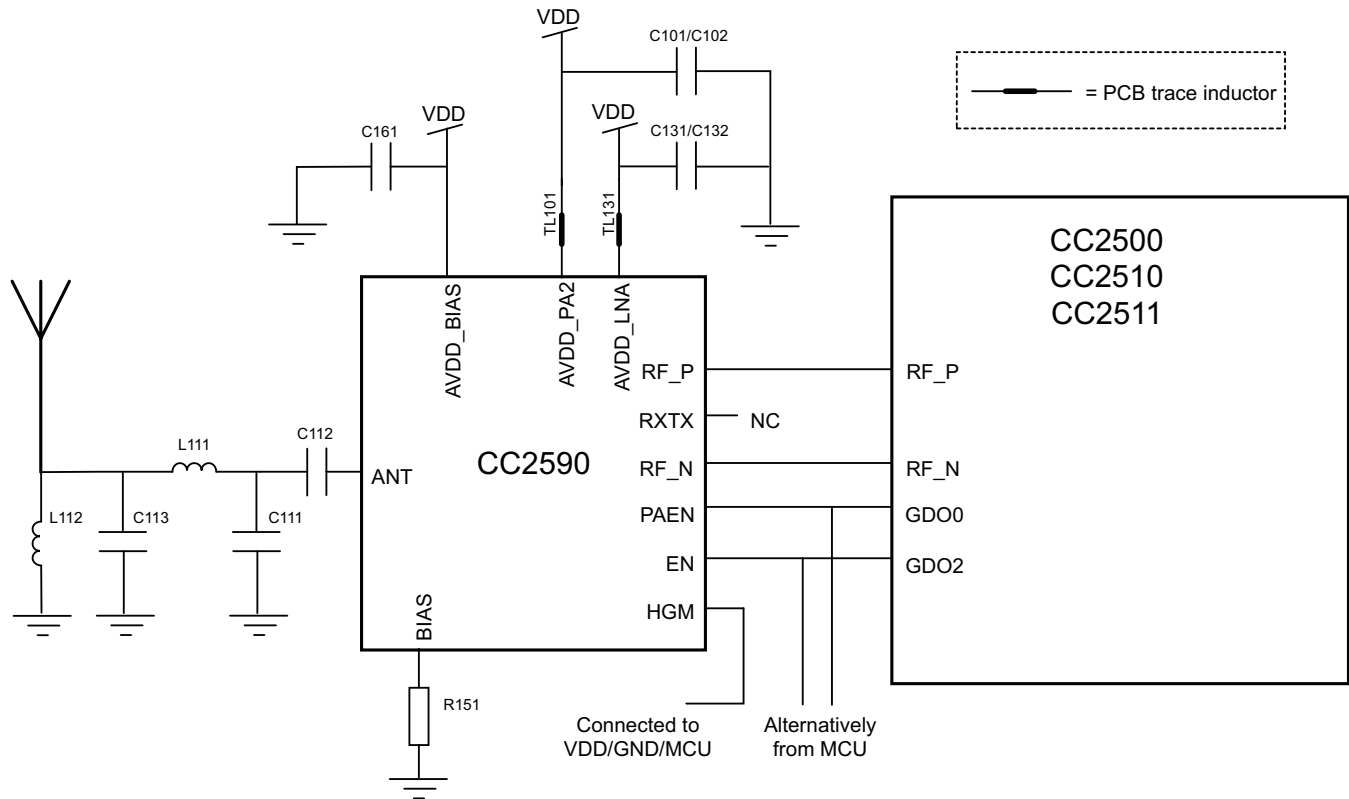 VDD
C101/C102
= PCB trace inductor
VDD
VDD
C161
C131/C132
TL101
TL131
CC2500
CC2510
CC2511
AVDD_BIAS
AVDD_PA2
AVDD_LNA
RF_P
RF_P
RXTX
NC
L111
C112
CC2590
RF_N
RF_N
ANT
L112
C113
C111
PAEN
GDO0
EN
GDO2
HGM
BIAS
R151
Connected to
VDD/GND/MCU
Alternatively
from MCU